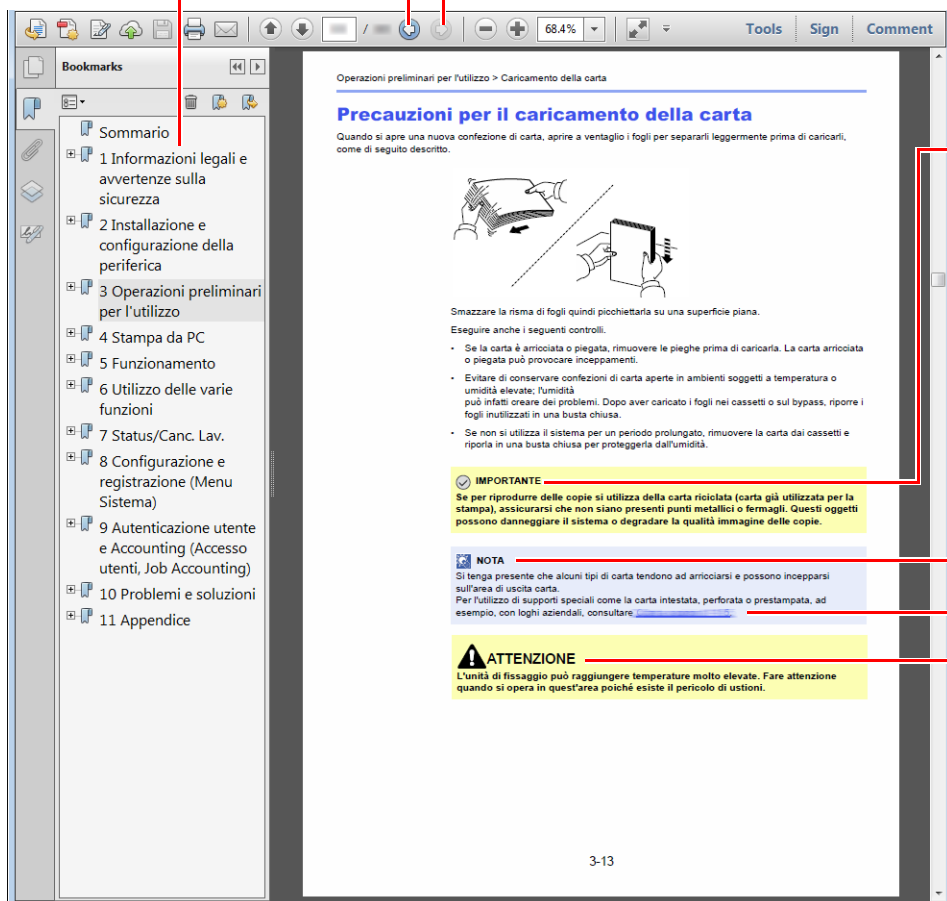 /
68.4%
Tools
Sign
Comment
Bookmarks
Sommario
1 Informazioni legali e
avvertenze sulla
sicurezza
2 Installazione e
configurazione della
periferica
3 Operazioni preliminari
per l'utilizzo
4 Stampa da PC
5 Funzionamento
6 Utilizzo delle varie
funzioni
7 Status/Canc. Lav.
8 Configurazione e
registrazione (Menu
Sistema)
9 Autenticazione utente
e Accounting (Accesso
utenti, Job Accounting)
10 Problemi e soluzioni
11 Appendice
Operazioni preliminari per l'utilizzo > Caricamento della carta
Precauzioni per il caricamento della carta
Quando si apre una nuova confezione di carta, aprire a ventaglio i fogli per separarli leggermente prima di caricarli,
come di seguito descritto.
Smazzare la risma di fogli quindi picchiettarla su una superficie piana.
Eseguire anche i seguenti controlli.
• Se la carta è arricciata o piegata, rimuovere le pieghe prima di caricarla. La carta arricciata
o piegata può provocare inceppamenti.
• Evitare di conservare confezioni di carta aperte in ambienti soggetti a temperatura o
umidità elevate; l'umidità
può infatti creare dei problemi. Dopo aver caricato i fogli nei cassetti o sul bypass, riporre i
fogli inutilizzati in una busta chiusa.
• Se non si utilizza il sistema per un periodo prolungato, rimuovere la carta dai cassetti e
riporla in una busta chiusa per proteggerla dall'umidità.
IMPORTANTE
Se per riprodurre delle copie si utilizza della carta riciclata (carta già utilizzata per la
stampa), assicurarsi che non siano presenti punti metallici o fermagli. Questi oggetti
possono danneggiare il sistema o degradare la qualità immagine delle copie.
NOTA
Si tenga presente che alcuni tipi di carta tendono ad arricciarsi e possono incepparsi
sull'area di uscita carta.
Per l'utilizzo di supporti speciali come la carta intestata, perforata o prestampata, ad
esempio, con loghi aziendali, consultare
ATTENZIONE
L'unità di fissaggio può raggiungere temperature molto elevate. Fare attenzione
quando si opera in quest'area poiché esiste il pericolo di ustioni.
3-13